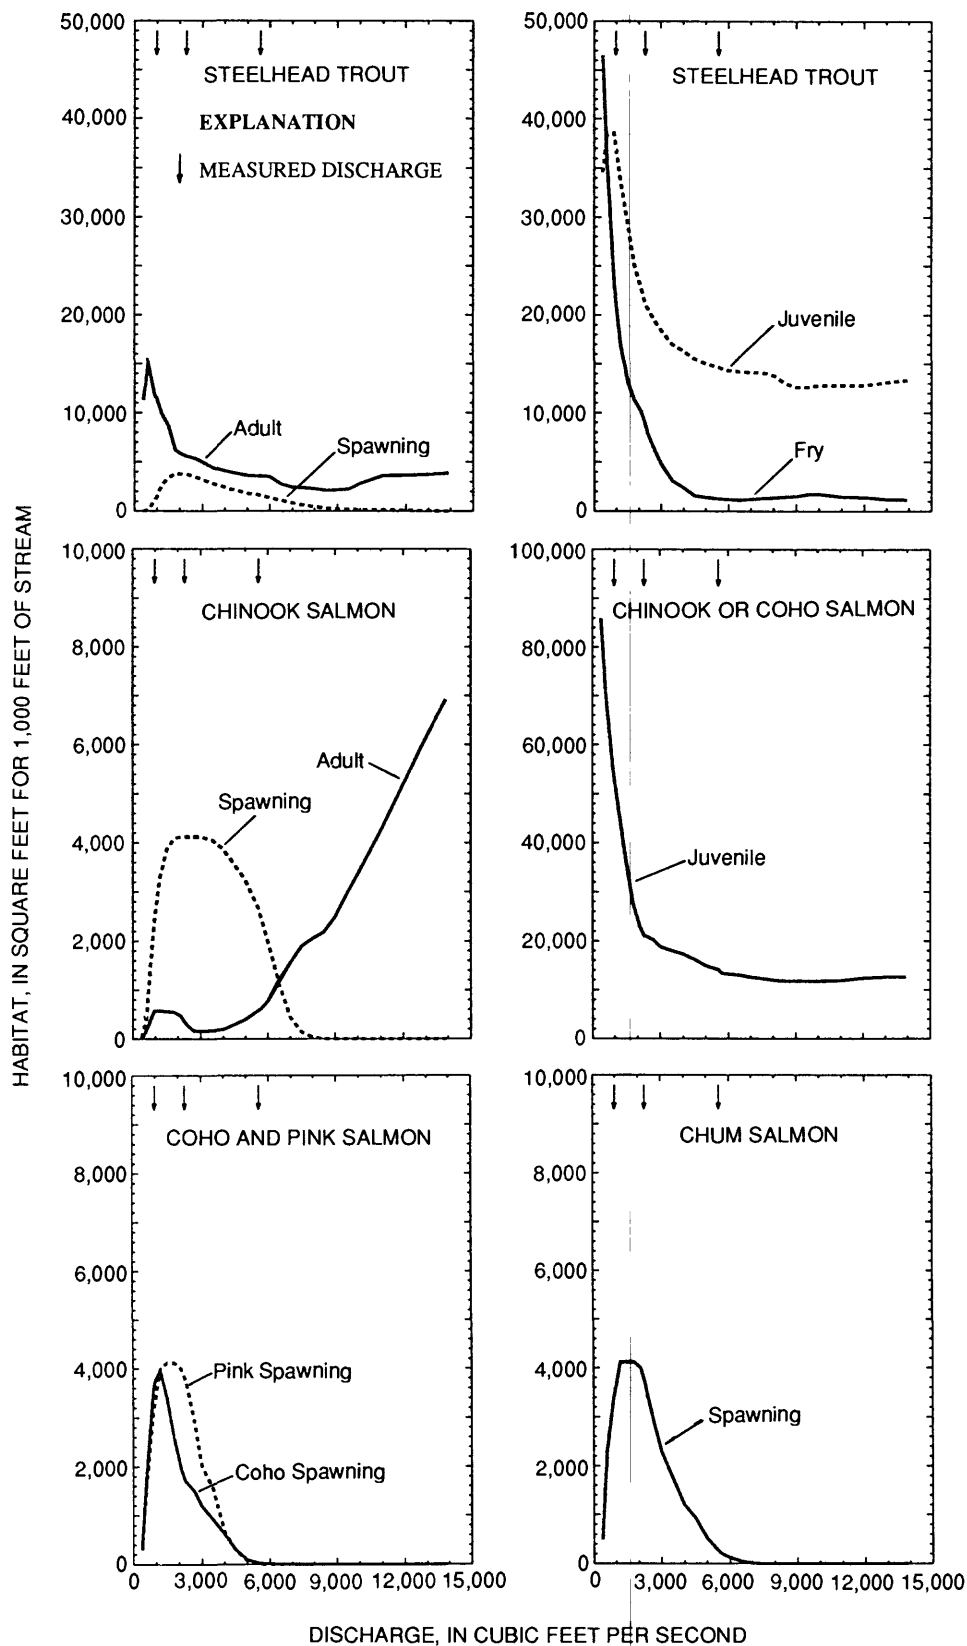 50,000
40,000
30,000
20,000
10,000
0
STEELHEAD TROUT
EXPLANATION
MEASURED DISCHARGE
Adult
Spawning
50,000
40,000
30,000
20,000
10,000
0
STEELHEAD TROUT
Juvenile
Fry
HABITAT, IN SQUARE FEET FOR 1,000 FEET OF STREAM
10,000
8,000
6,000
4,000
2,000
0
CHINOOK SALMON
Adult
Spawning
100,000
80,000
60,000
40,000
20,000
0
CHINOOK OR COHO SALMON
Juvenile
10,000
8,000
6,000
4,000
2,000
0
COHO AND PINK SALMON
Pink Spawning
Coho Spawning
0 3,000 6,000 9,000 12,000 15,000
10,000
8,000
6,000
4,000
2,000
0
CHUM SALMON
Spawning
0 3,000 6,000 9,000 12,000 15,000
DISCHARGE, IN CUBIC FEET PER SECOND